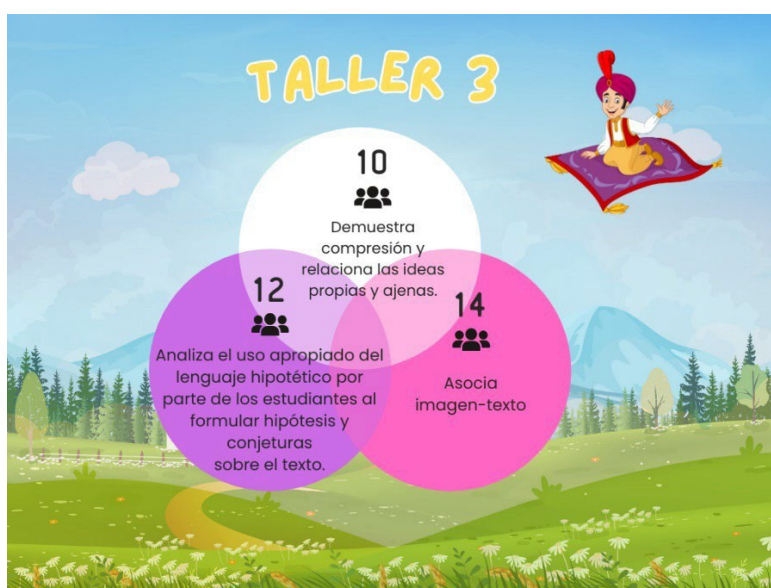 TALLER 3
10
Demuestra
compresión y
relaciona las ideas
propias y ajenas.
12
Analiza el uso apropiado del
lenguaje hipotético por
parte de los estudiantes al
formular hipótesis y
conjeturas
sobre el texto.
14
Asocia
imagen-texto